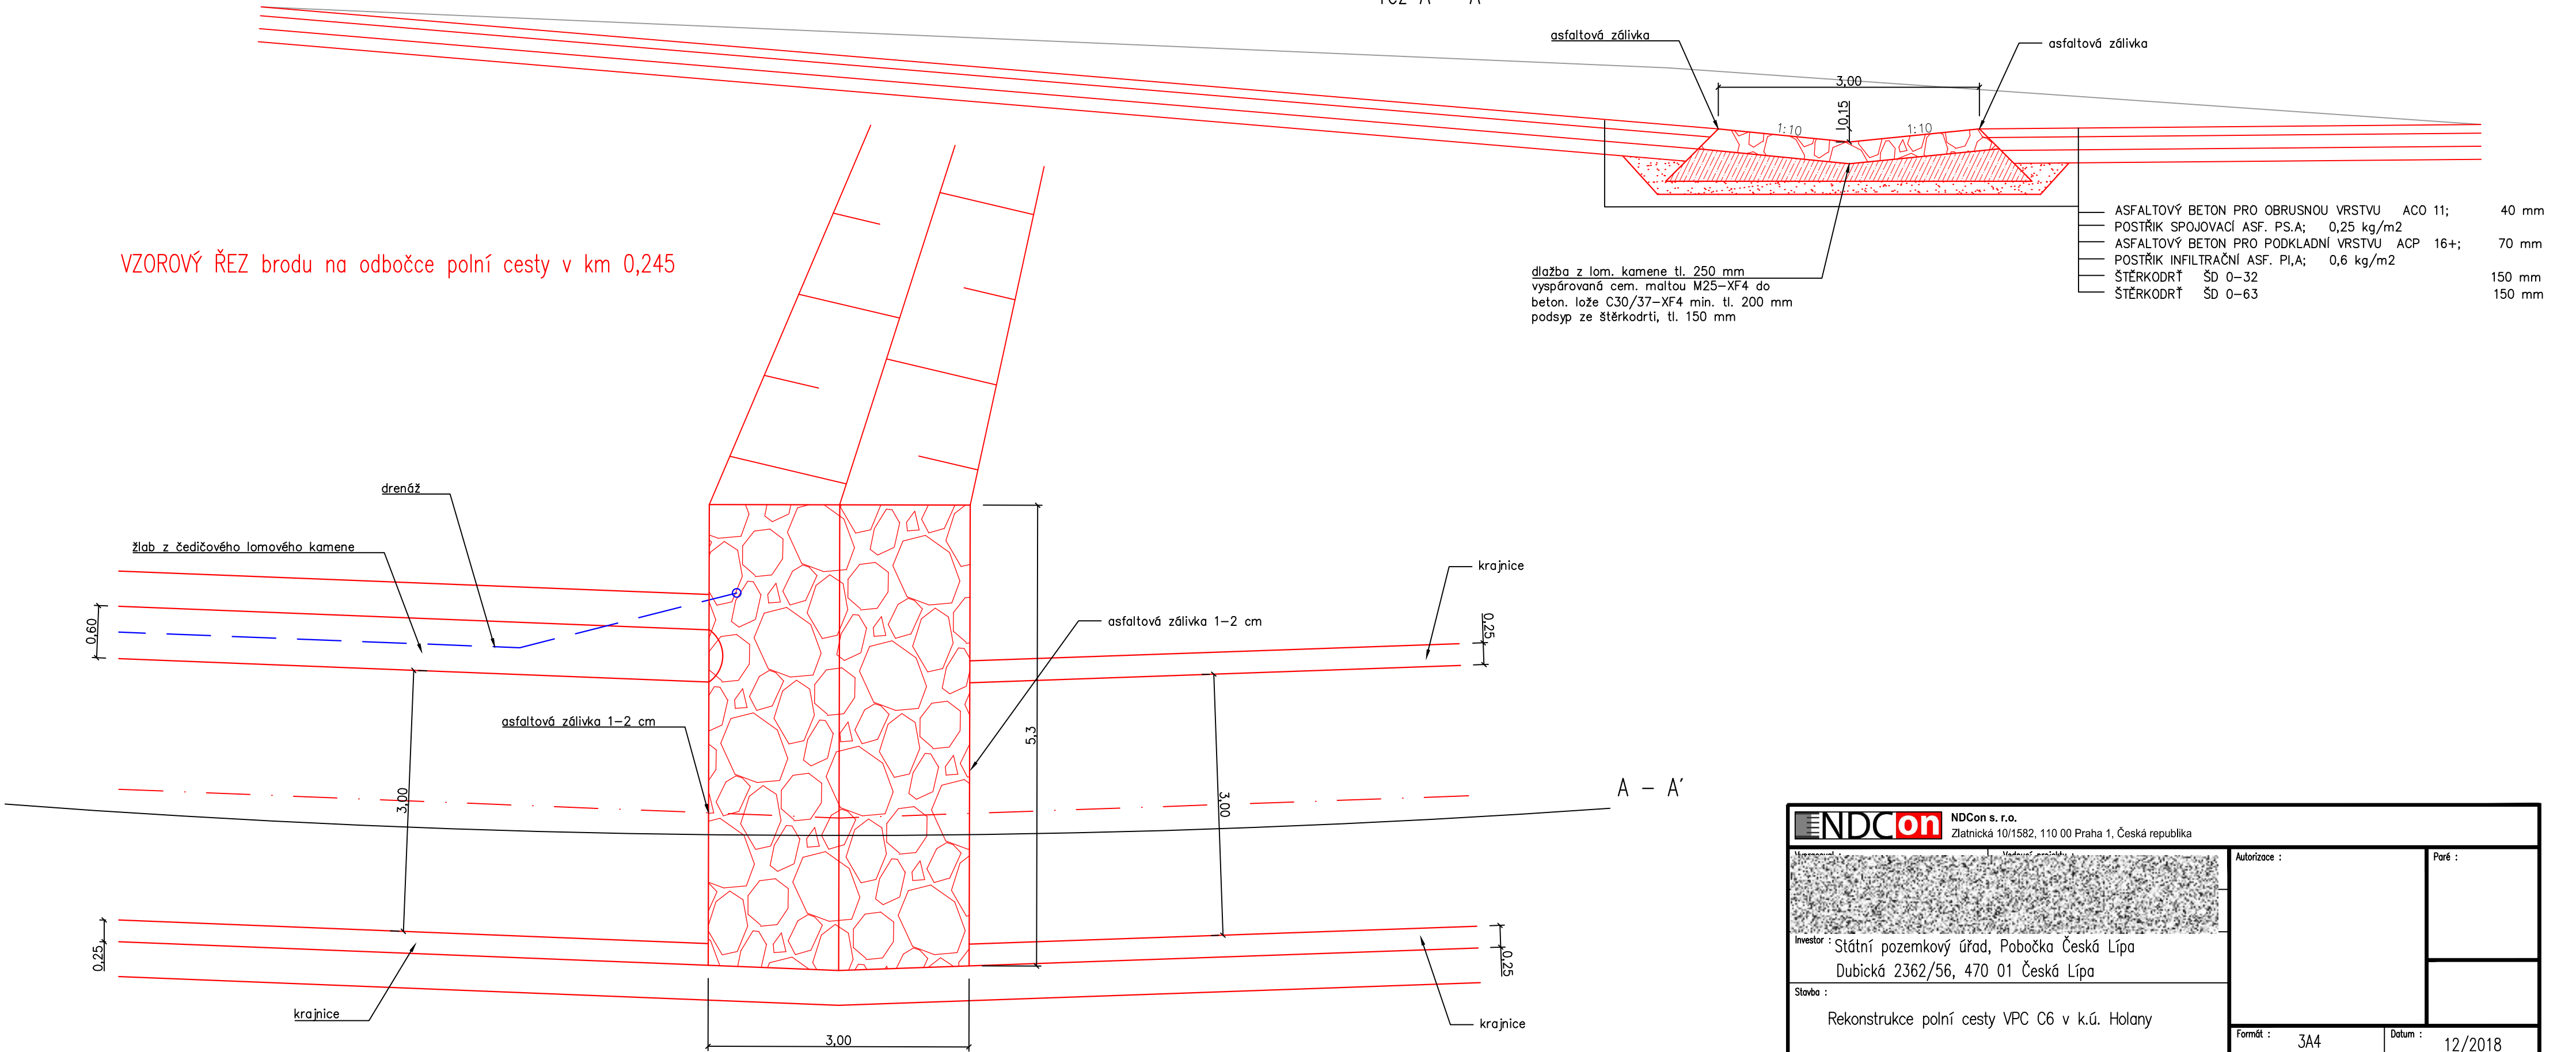 asfaltová zálivka
asfaltová zálivka
3,00
0,15
1:10
1:10
ASFALTOVÝ BETON PRO OBRUSNOU VRSTVU ACO 11; 40 mm
POSTŘIK SPOJOVACÍ ASF. PS.A; 0,25 kg/m2
ASFALTOVÝ BETON PRO PODKLADNÍ VRSTVU ACP 16+; 70 mm
POSTŘIK INFILTRAČNÍ ASF. PI,A; 0,6 kg/m2
ŠTĚRKODRŤ ŠD 0-32 150 mm
ŠTĚRKODRŤ ŠD 0-63 150 mm
dlažba z lom. kamene tl. 250 mm
vyspárovaná cem. maltou M25-XF4 do
beton. lože C30/37-XF4 min. tl. 200 mm
podsyp ze štěrkodrti, tl. 150 mm
VZOROVÝ ŘEZ brodu na odbočce polní cesty v km 0,245
drenáž
žlab z čedičového lomového kamene
0,60
krajnice
0,25
asfaltová zálivka 1-2 cm
asfaltová zálivka 1-2 cm
5,3
3,00
3,00
A - A'
0,25
0,25
krajnice
krajnice
3,00
NDCon
NDCon s. r.o.
Zlatnická 10/1582, 110 00 Praha 1, Česká republika
Autorizace :
Paré :
Investor : Státní pozemkový úřad, Pobočka Česká Lípa
Dubická 2362/56, 470 01 Česká Lípa
Stavba :
Rekonstrukce polní cesty VPC C6 v k.ú. Holany
Formát : 3A4
Datum : 12/2018